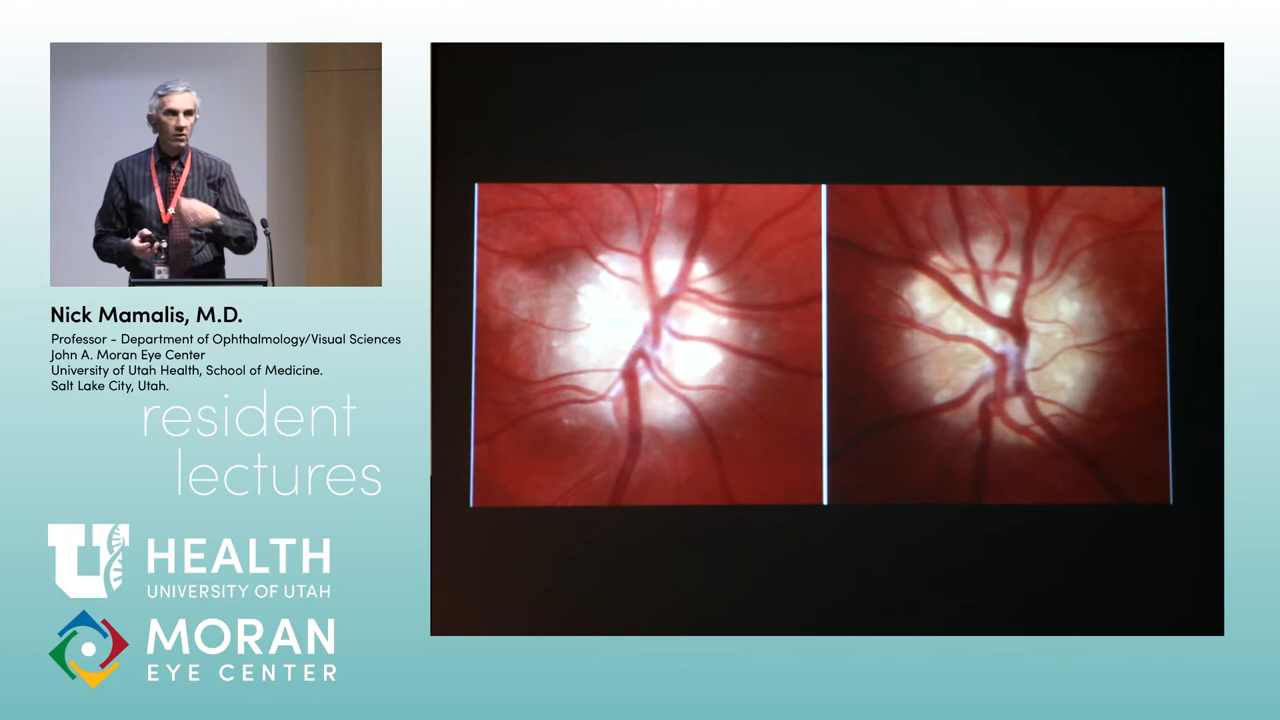 Nick Mamalis, M.D.
Professor - Department of Ophthalmology/Visual Sciences
John A. Moran Eye Center
University of Utah Health, School of Medicine.
Salt Lake City, Utah.
resident
lectures
U HEALTH
UNIVERSITY OF UTAH
MORAN
EYE CENTER